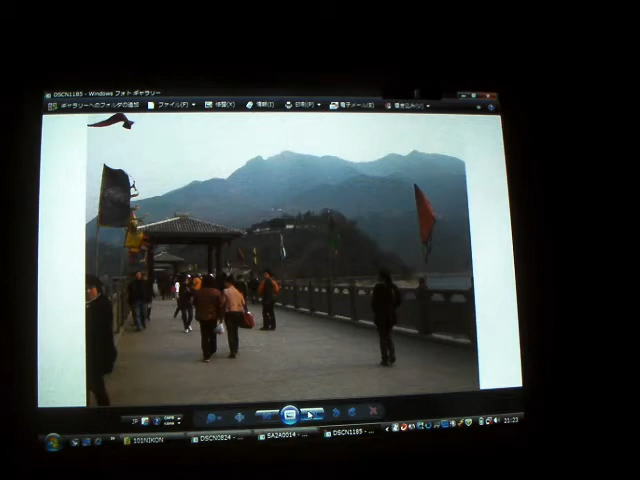 DSCN1185 - Windows フォト ギャラリー
ギャラリーへのフォルダの追加 ファイル(F) 修整(X) 情報(I) 印刷(P) 電子メール(E) 書き込み(U)
JP
101NIKON DSCN0824 - ... SA2A0014 - ... DSCN1185 - ... 21:23